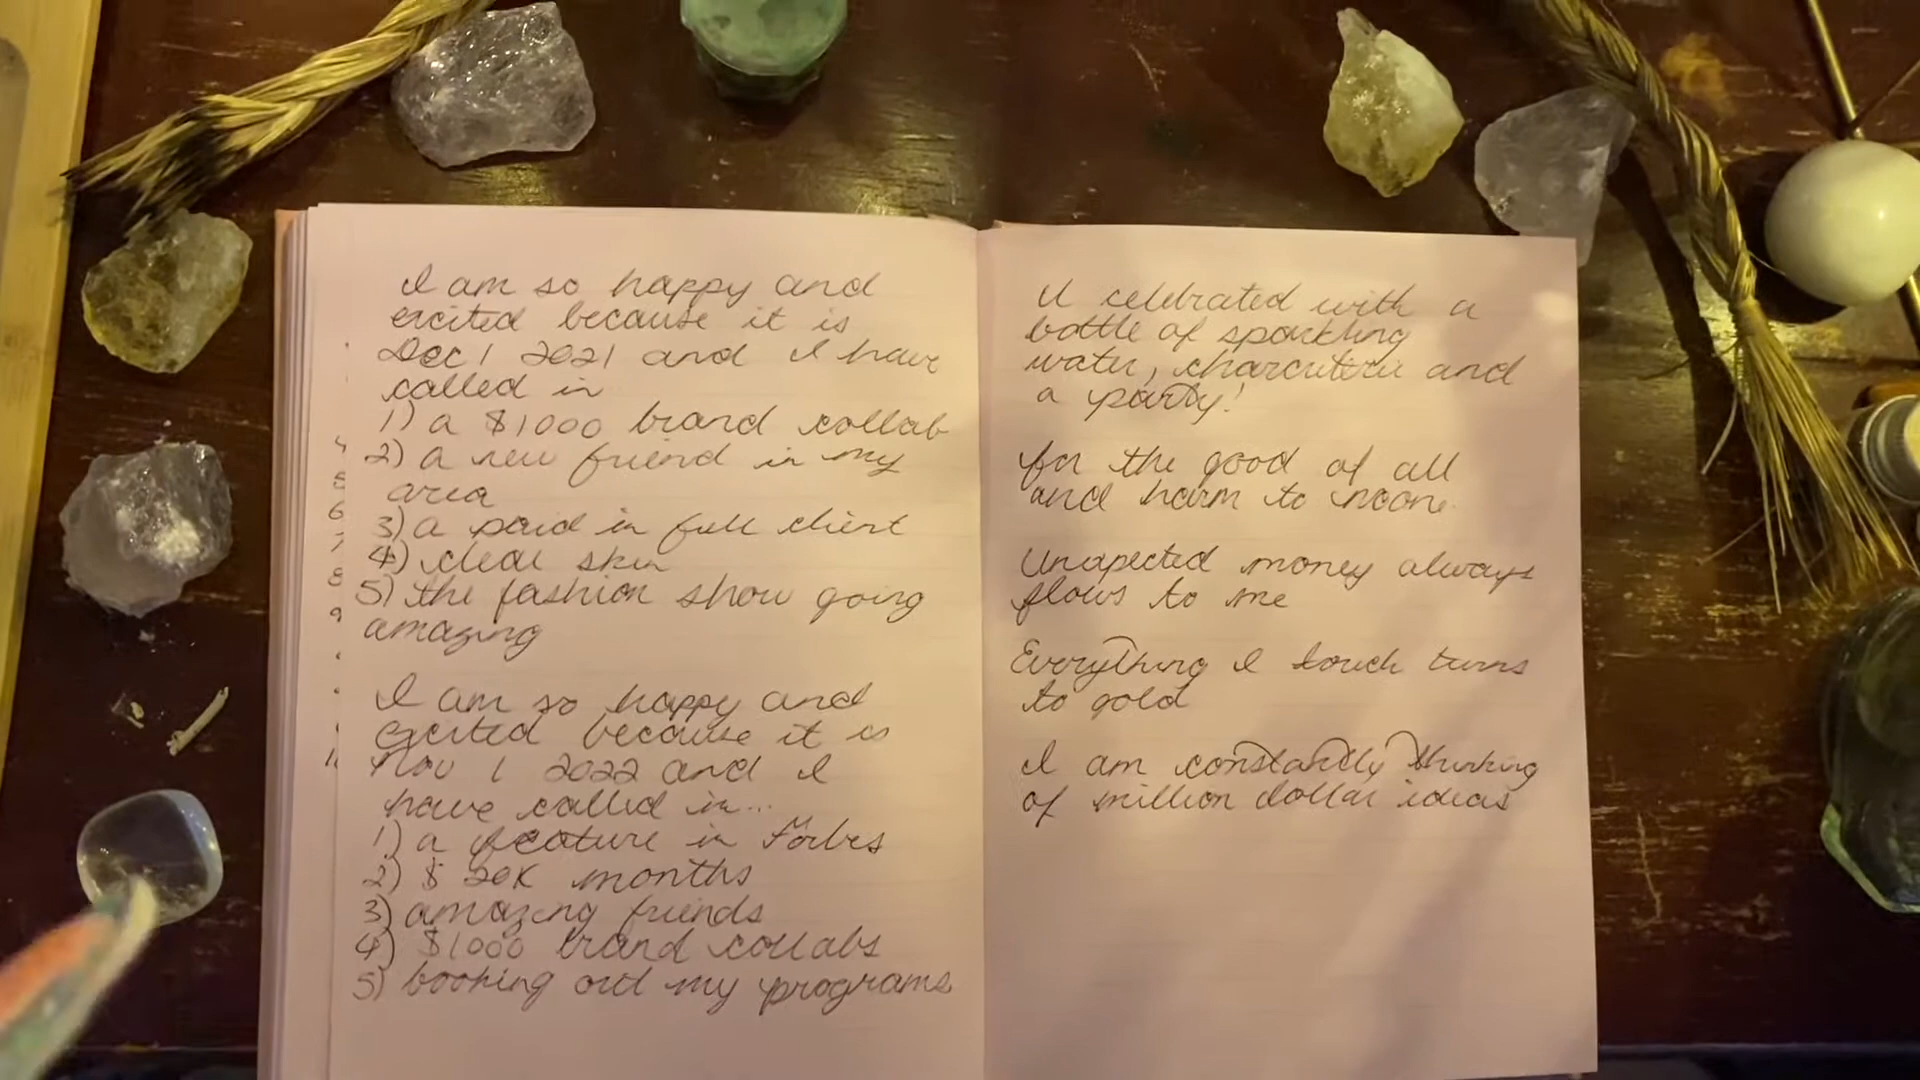 I am so happy and
excited because it is
Dec 1 2021 and I have
called in
1) a $1000 brand collab
2) a new friend in my
area
3) a paid in full client
4) clear skin
5) the fashion show going
amazing
I am so happy and
excited because it is
Nov 1 2022 and I
have called in...
1) a feature in Forbes
2) $20K months
3) amazing friends
4) $1000 brand collabs
5) booking out my programs
I celebrated with a
bottle of sparkling
water, charcuterie and
a party!
for the good of all
and harm to noone.
Unexpected money always
flows to me
Everything I touch turns
to gold
I am constantly thinking
of million dollar ideas